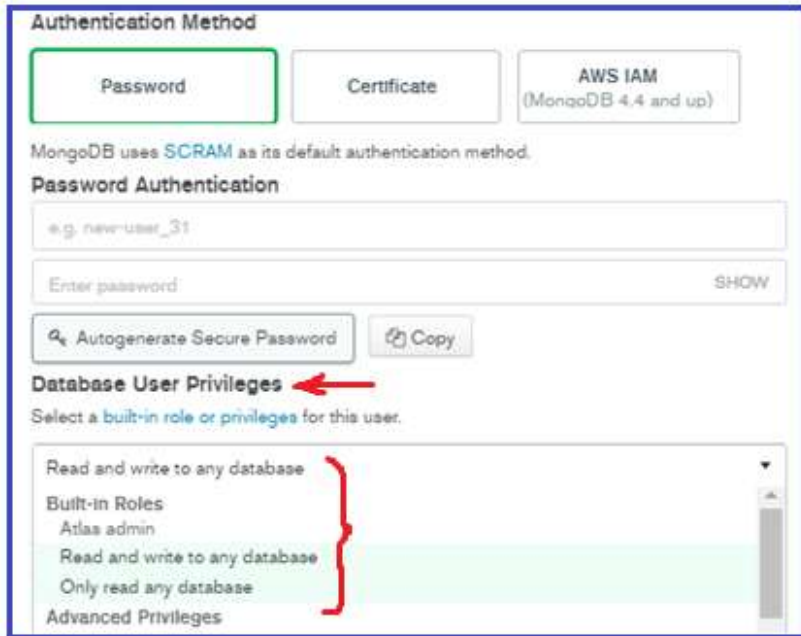 Authentication Method
Password
Certificate
AWS IAM
(MongoDB 4.4 and up)
MongoDB uses SCRAM as its default authentication method.
Password Authentication
e.g. new-user_31
Enter password
SHOW
Autogenerate Secure Password
Copy
Database User Privileges
Select a built-in role or privileges for this user.
Read and write to any database
Built-in Roles
Atlas admin
Read and write to any database
Only read any database
Advanced Privileges